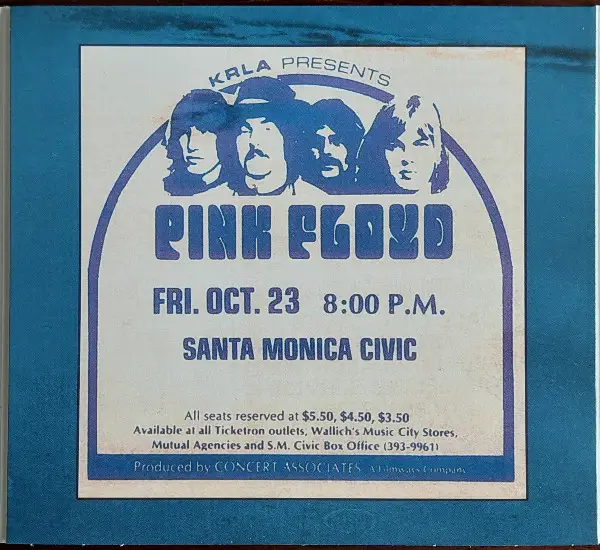 KRLA PRESENTS
PINK FLOYD
FRI. OCT. 23 8:00 P.M.
SANTA MONICA CIVIC
All seats reserved at $5.50, $4.50, $3.50
Available at all Ticketron outlets, Wallich's Music City Stores,
Mutual Agencies and S.M. Civic Box Office (393-9961)
Produced by CONCERT ASSOCIATES A Filmways Company